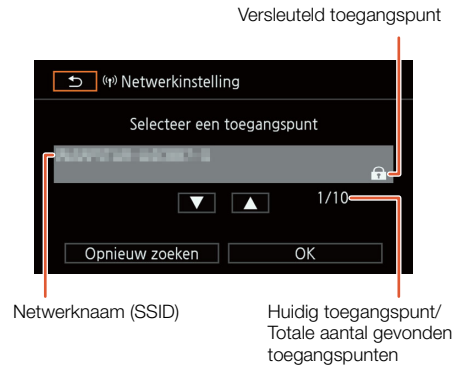 Versleuteld toegangspunt
Netwerkinstelling
Selecteer een toegangspunt
1/10
Opnieuw zoeken
OK
Netwerknaam (SSID)
Huidig toegangspunt/
Totale aantal gevonden
toegangspunten